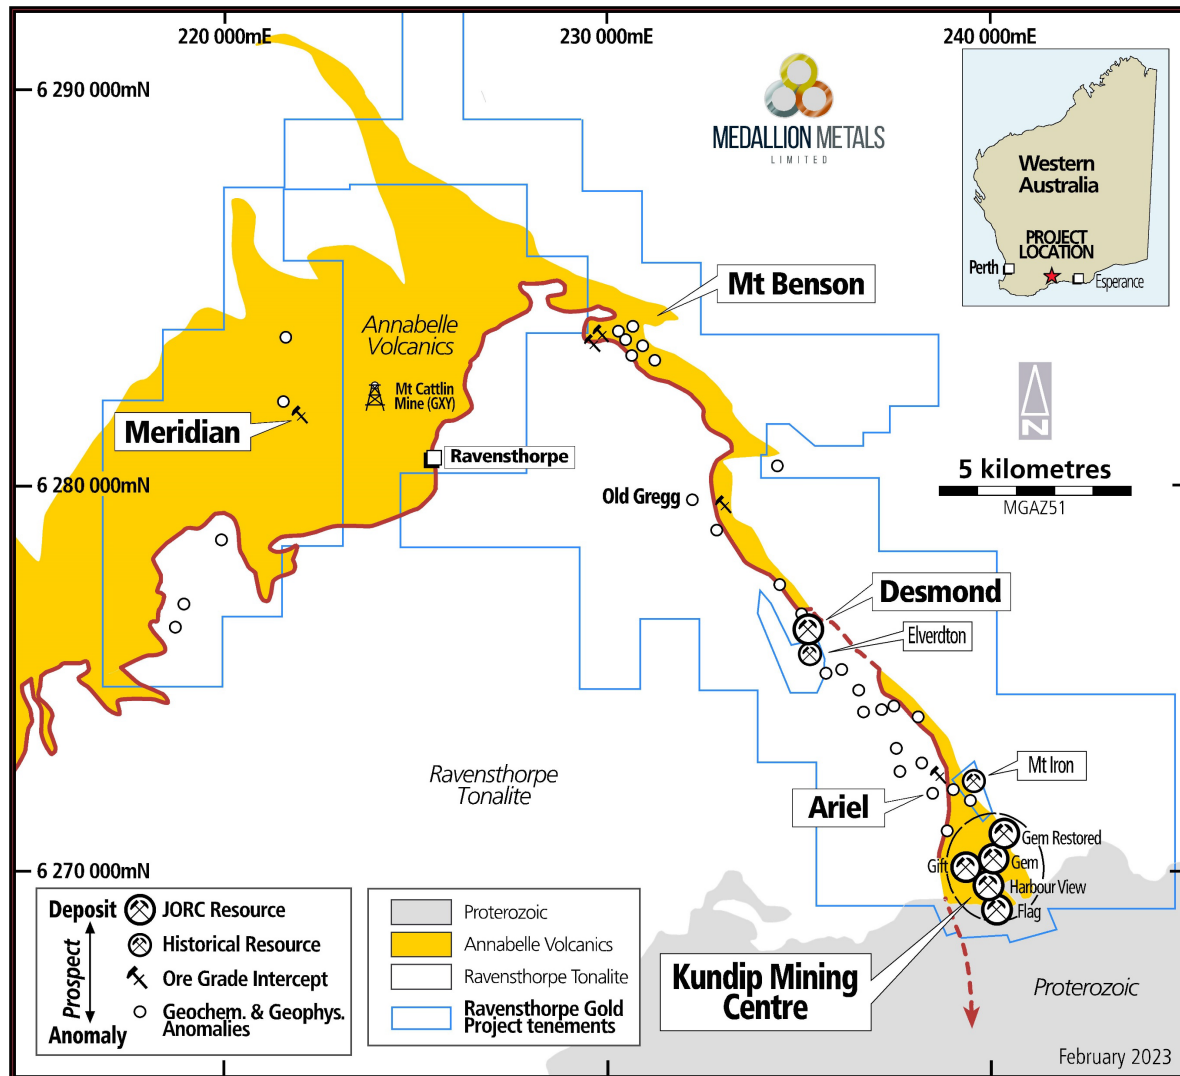 220 000mE
230 000mE
240 000mE
6 290 000mN
MEDALLION METALS
LIMITED
Western
Australia
PROJECT
LOCATION
Perth
Esperance
Mt Benson
Annabelle
Volcanics
Mt Cattlin
Mine (GXY)
Meridian
Ravensthorpe
5 kilometres
MGAZ51
N
6 280 000mN
Old Gregg
Desmond
Elverdton
Mt Iron
Ravensthorpe
Tonalite
Ariel
Gem Restored
6 270 000mN
Gift
Gem
Harbour View
Flag
Kundip Mining
Centre
Proterozoic
Deposit
Prospect
Anomaly
JORC Resource
Historical Resource
Ore Grade Intercept
Geochem. & Geophys.
Anomalies
Proterozoic
Annabelle Volcanics
Ravensthorpe Tonalite
Ravensthorpe Gold
Project tenements
February 2023